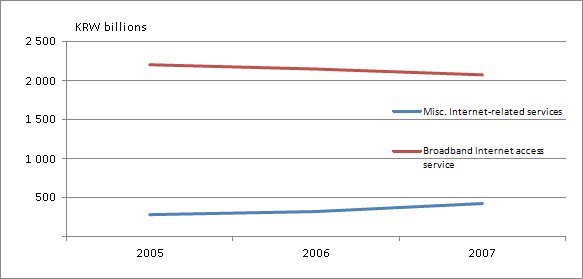 KRW billions
2 500
2 000
1 500
1 000
500
Misc. Internet-related services
Broadband Internet access
service
2005 2006 2007